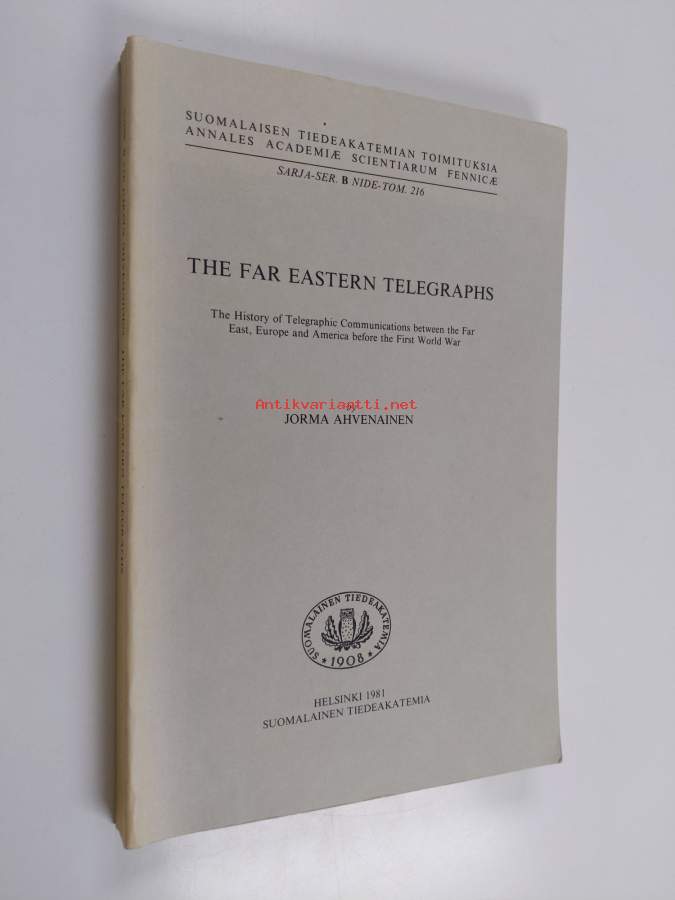 SUOMALAISEN TIEDEAKATEMIAN TOIMITUKSIA
ANNALES ACADEMIÆ SCIENTIARUM FENNICÆ
SARJA-SER. B NIDE-TOM. 216
THE FAR EASTERN TELEGRAPHS
The History of Telegraphic Communications between the Far
East, Europe and America before the First World War
Antikvariaatti.net
JORMA AHVENAINEN
SUOMALAINEN TIEDEAKATEMIA
* 1908 *
HELSINKI 1981
SUOMALAINEN TIEDEAKATEMIA